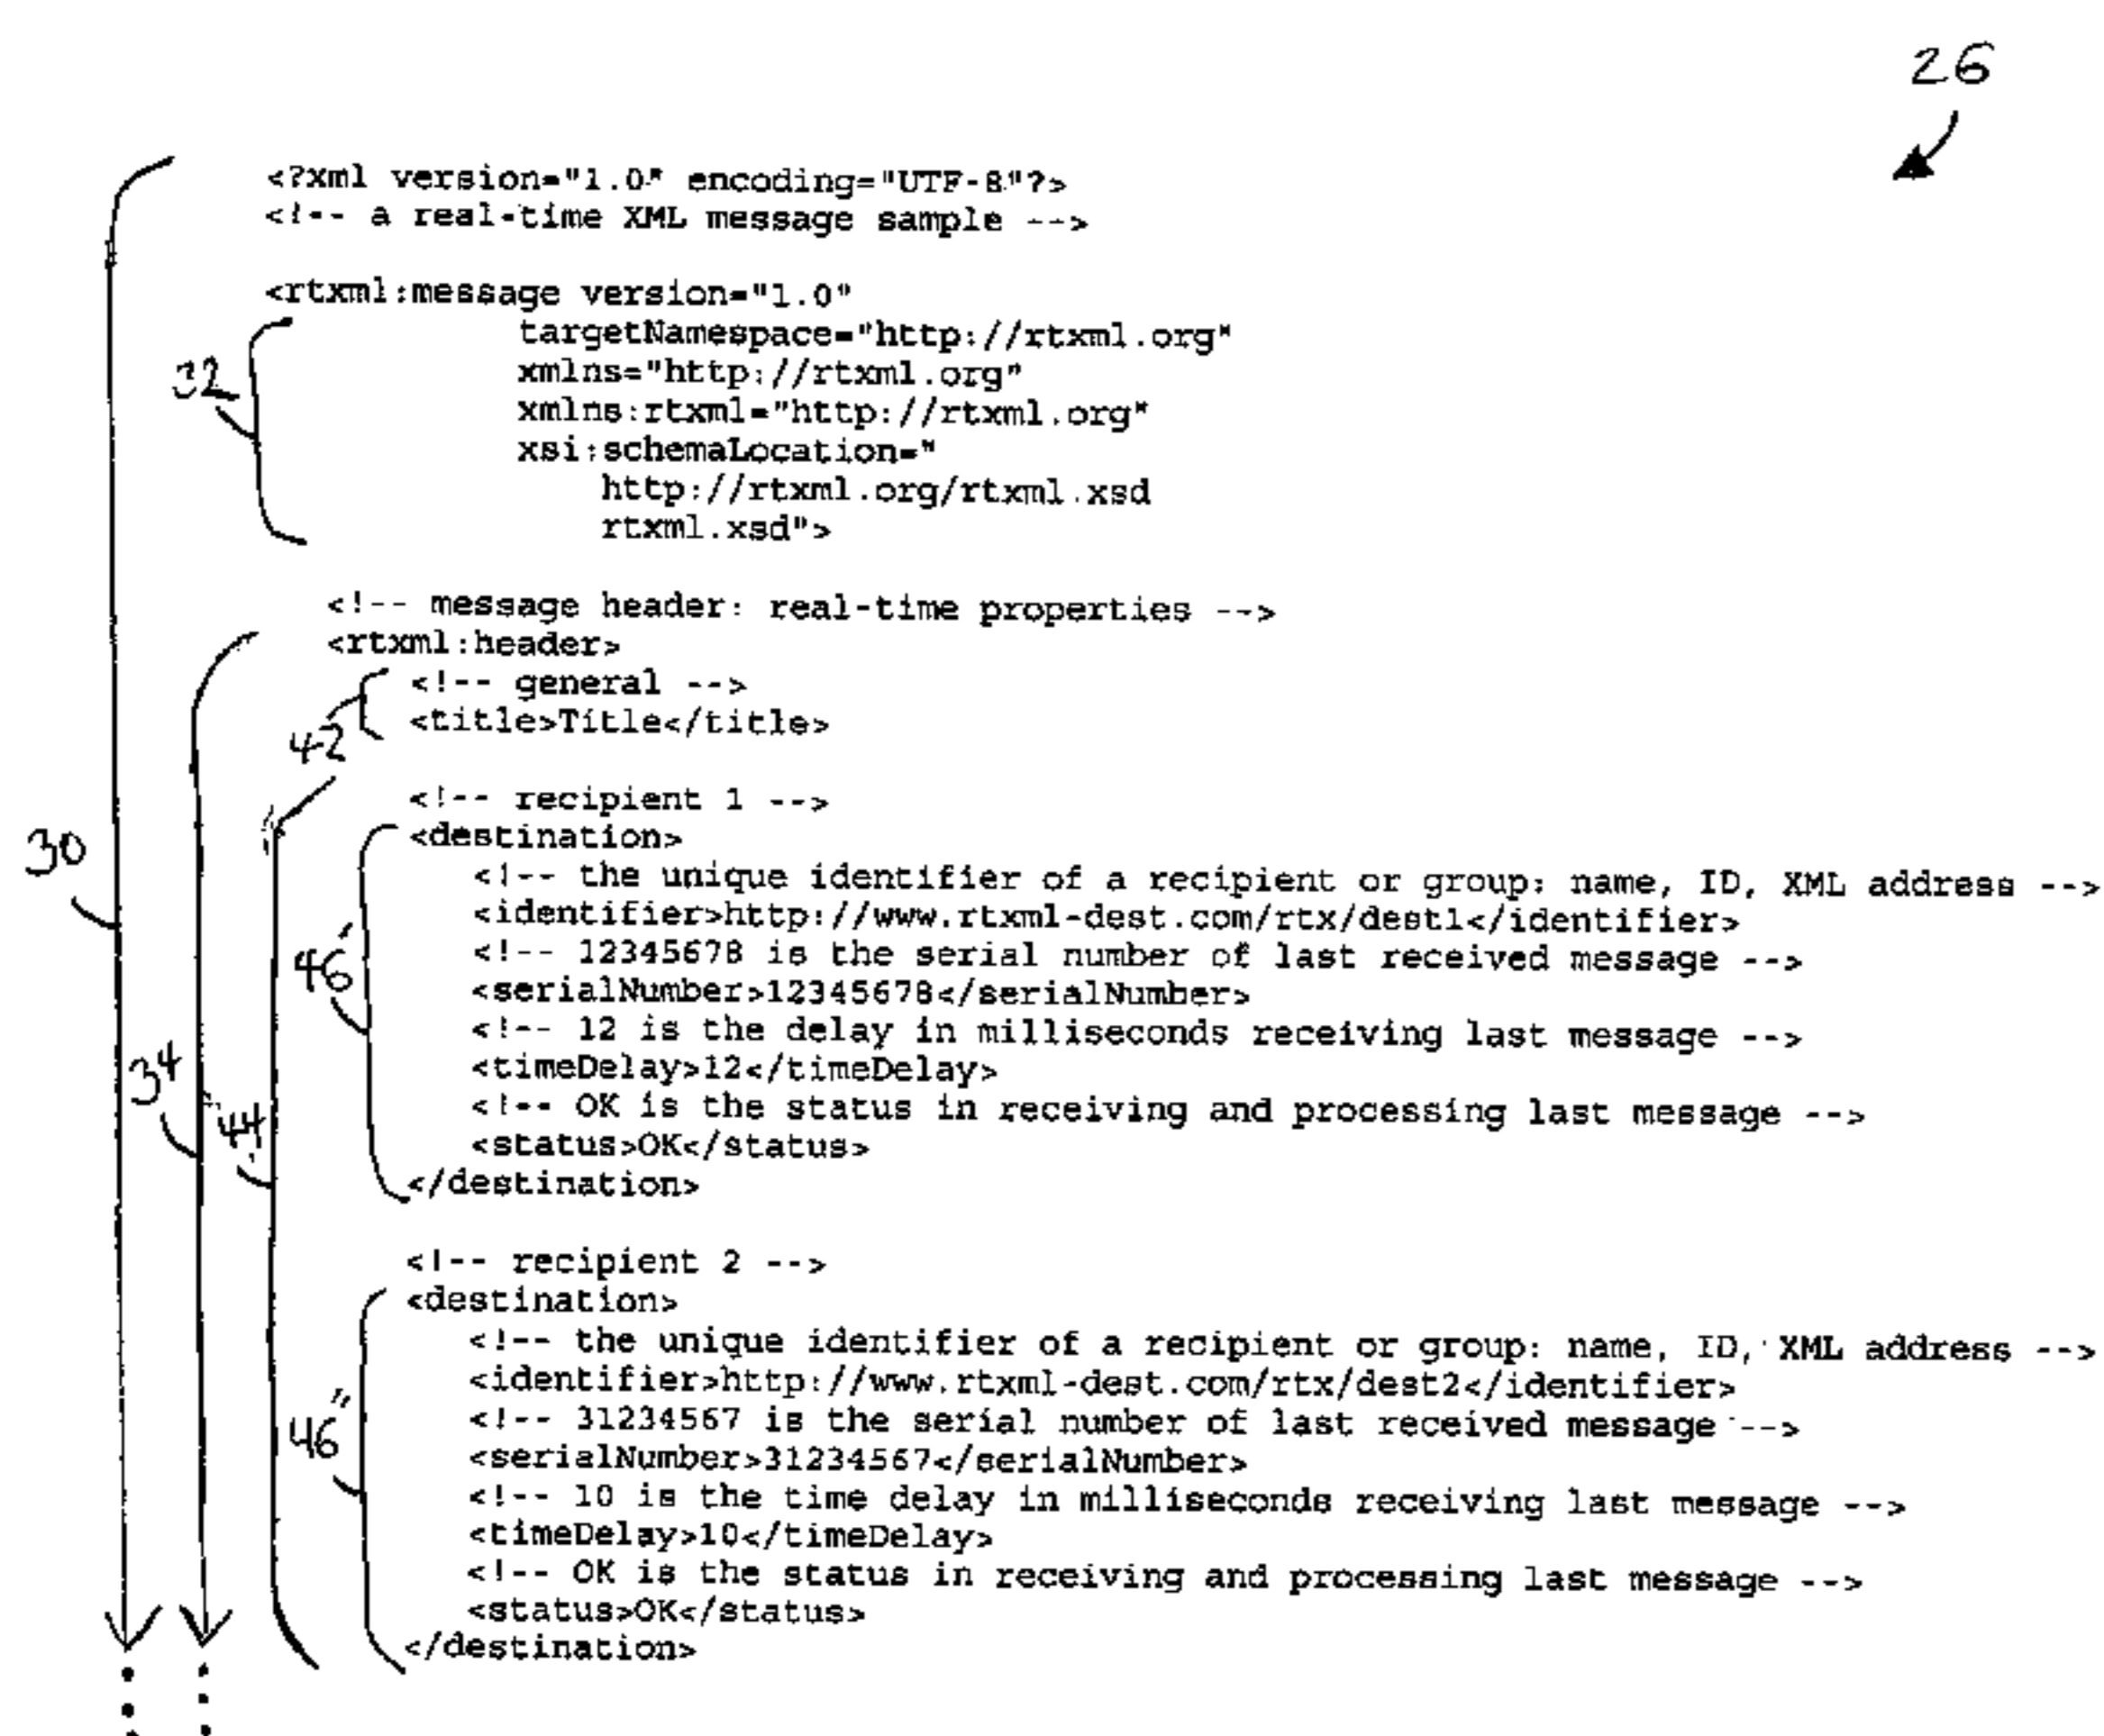 26
<?xml version="1.0" encoding="UTF-8"?>
<!-- a real-time XML message sample -->
<rtxml:message version="1.0"
targetNamespace="http://rtxml.org"
32
xmlns="http://rtxml.org"
xmlns:rtxml="http://rtxml.org"
xsi:schemaLocation="
http://rtxml.org/rtxml.xsd
rtxml.xsd">
<!-- message header: real-time properties -->
<rtxml:header>
<!-- general -->
<title>Title</title>
42
<!-- recipient 1 -->
<destination>
30
<!-- the unique identifier of a recipient or group: name, ID, XML address -->
<identifier>http://www.rtxml-dest.com/rtx/dest1</identifier>
<!-- 12345678 is the serial number of last received message -->
46'
<serialNumber>12345678</serialNumber>
<!-- 12 is the delay in milliseconds receiving last message -->
<timeDelay>12</timeDelay>
34
<!-- OK is the status in receiving and processing last message -->
44
<status>OK</status>
</destination>
<!-- recipient 2 -->
<destination>
<!-- the unique identifier of a recipient or group: name, ID, XML address -->
<identifier>http://www.rtxml-dest.com/rtx/dest2</identifier>
<!-- 31234567 is the serial number of last received message -->
46"
<serialNumber>31234567</serialNumber>
<!-- 10 is the time delay in milliseconds receiving last message -->
<timeDelay>10</timeDelay>
<!-- OK is the status in receiving and processing last message -->
<status>OK</status>
</destination>